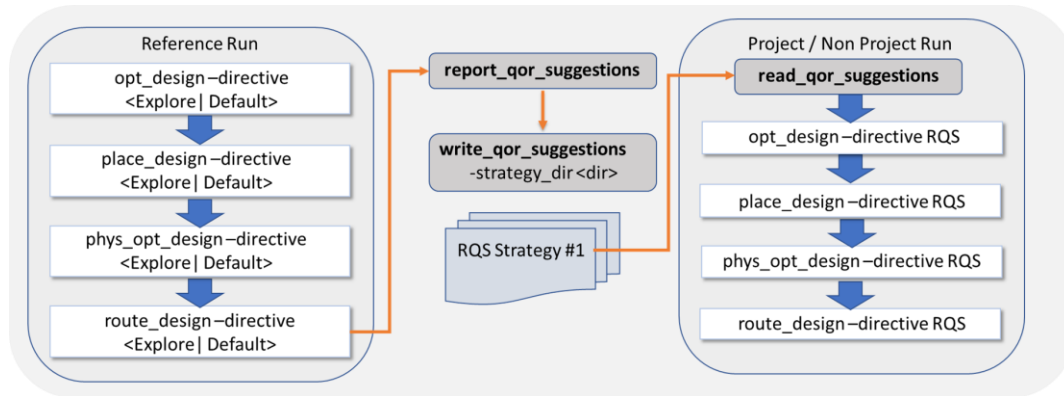 Reference Run
opt_design –directive
<Explore| Default>
place_design –directive
<Explore| Default>
phys_opt_design –directive
<Explore| Default>
route_design –directive
<Explore| Default>
report_qor_suggestions
write_qor_suggestions
-strategy_dir <dir>
RQS Strategy #1
Project / Non Project Run
read_qor_suggestions
opt_design –directive RQS
place_design –directive RQS
phys_opt_design –directive RQS
route_design –directive RQS